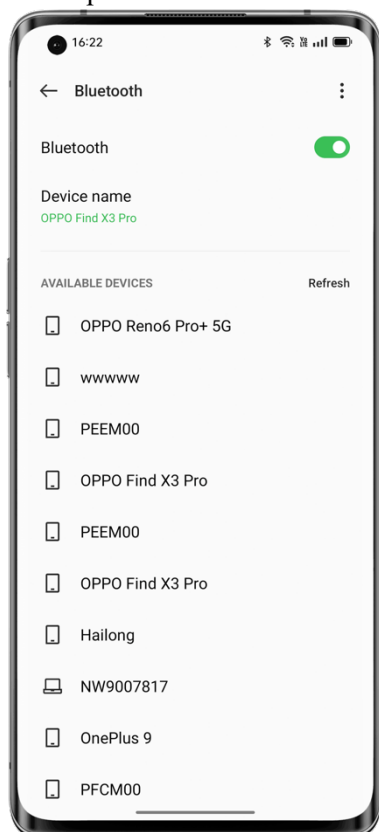 16:22
Bluetooth
Bluetooth
Device name
OPPO Find X3 Pro
AVAILABLE DEVICES Refresh
OPPO Reno6 Pro+ 5G
wwwww
PEEM00
OPPO Find X3 Pro
PEEM00
OPPO Find X3 Pro
Hailong
NW9007817
OnePlus 9
PFCM00